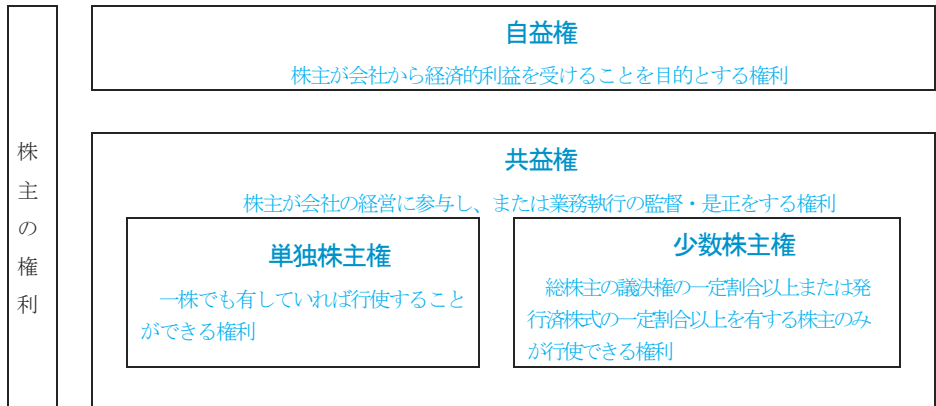 株主の権利
自益権
株主が会社から経済的利益を受けることを目的とする権利
共益権
株主が会社の経営に参与し、または業務執行の監督・是正をする権利
単独株主権
一株でも有していれば行使すること
ができる権利
少数株主権
総株主の議決権の一定割合以上または発
行済株式の一定割合以上を有する株主のみ
が行使できる権利